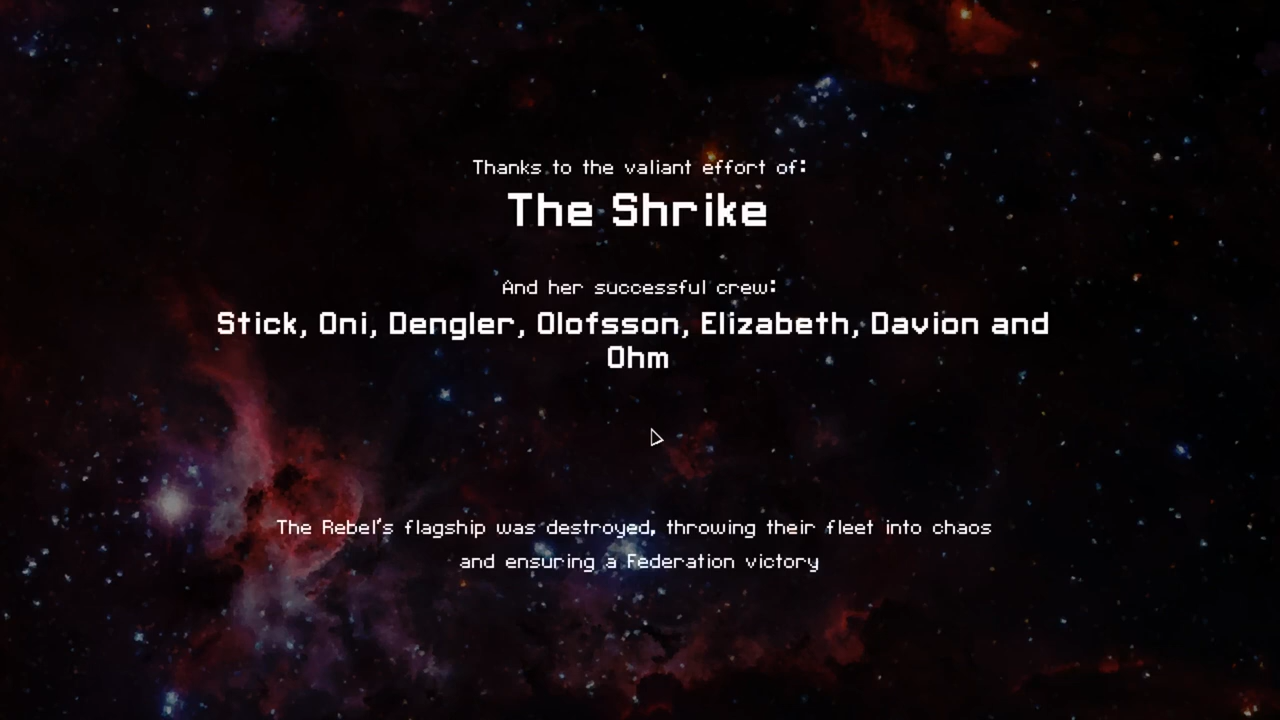 Thanks to the valiant effort of:
The Shrike
And her successful crew:
Stick, Oni, Dengler, Olofsson, Elizabeth, Davion and
Ohm
The Rebel's flagship was destroyed, throwing their fleet into chaos
and ensuring a Federation victory